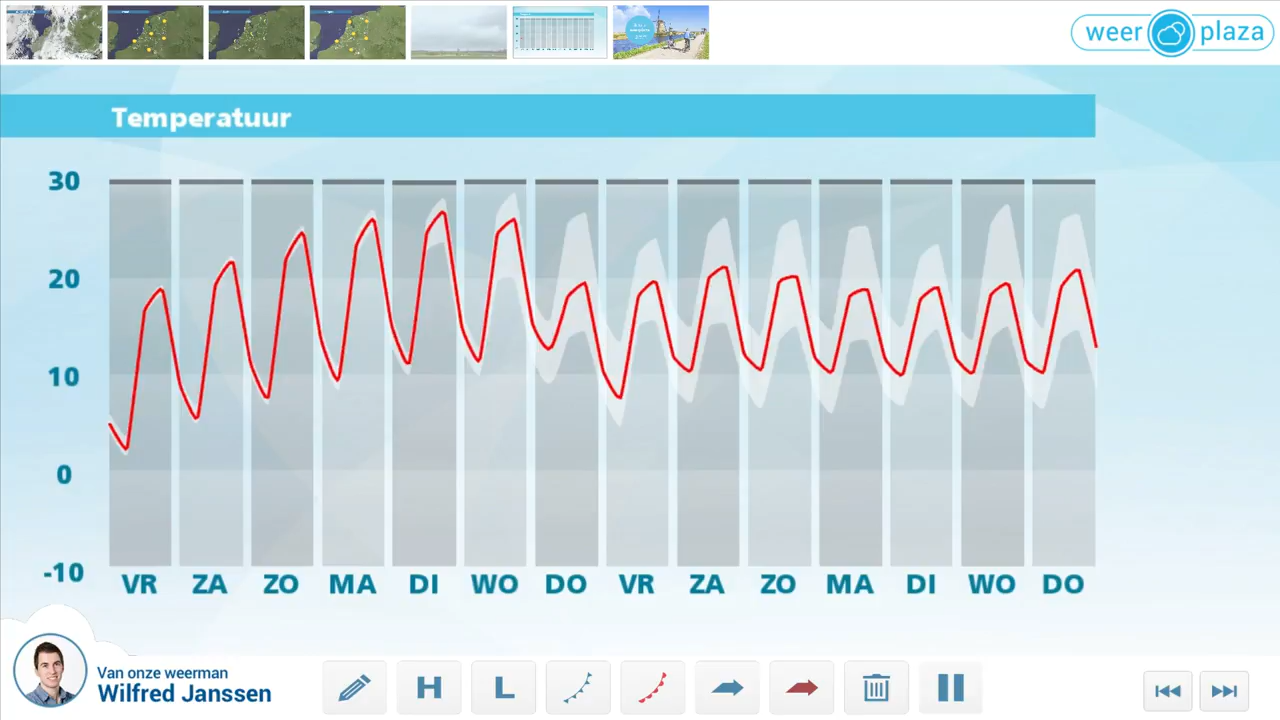 weer plaza
Temperatuur
30
20
10
0
-10
VR ZA ZO MA DI WO DO VR ZA ZO MA DI WO DO
Van onze weerman
Wilfred Janssen
H L